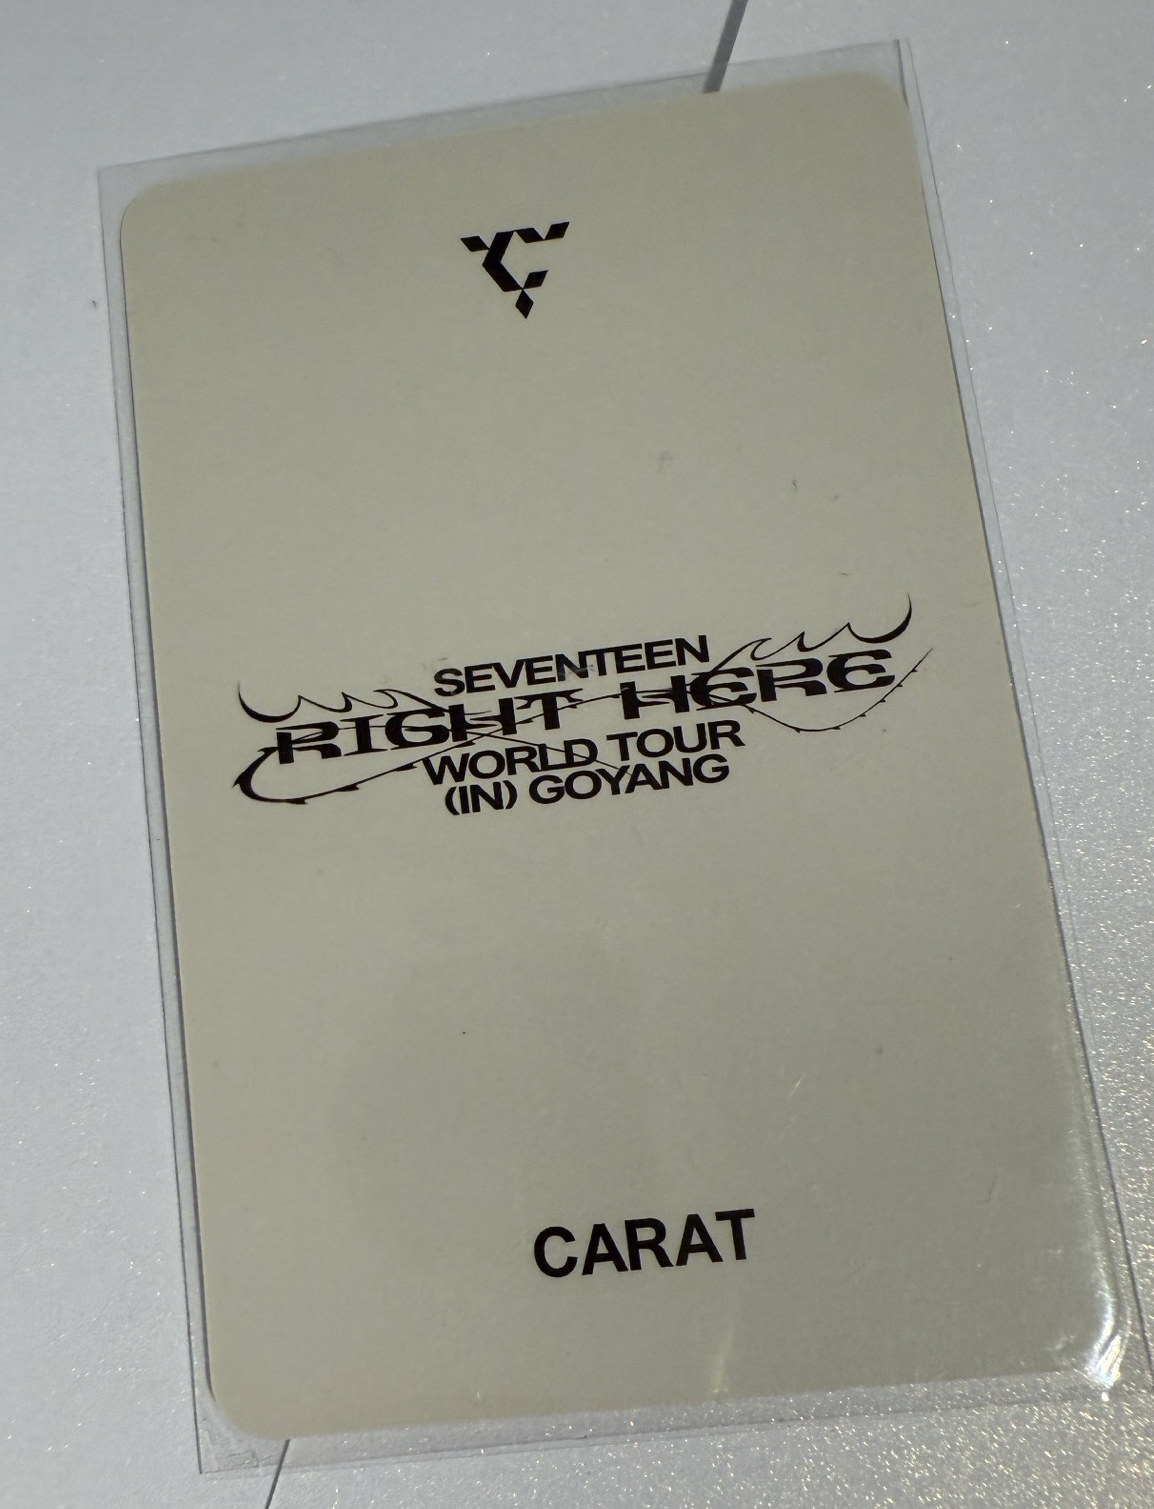 SEVENTEEN
RIGHT HERE
WORLD TOUR
(IN) GOYANG
CARAT